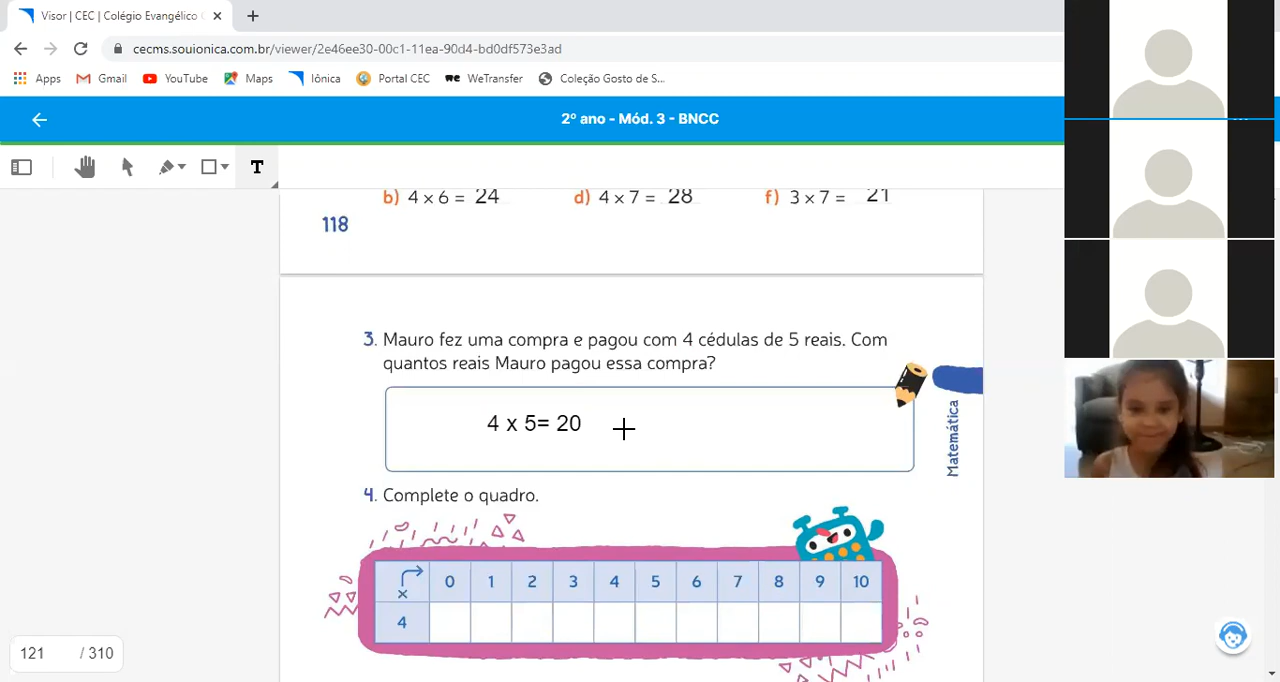 Visor | CEC | Colégio Evangélico
cecms.souionica.com.br/viewer/2e46ee30-00c1-11ea-90d4-bd0df573e3ad
Apps Gmail YouTube Maps Iônica Portal CEC WeTransfer Coleção Gosto de S...
2º ano - Mód. 3 - BNCC
T
b) 4 × 6 = 24 d) 4 × 7 = 28 f) 3 × 7 = 21
118
3. Mauro fez uma compra e pagou com 4 cédulas de 5 reais. Com
quantos reais Mauro pagou essa compra?
4 x 5= 20
Matemática
4. Complete o quadro.
× 0 1 2 3 4 5 6 7 8 9 10
4
121 / 310